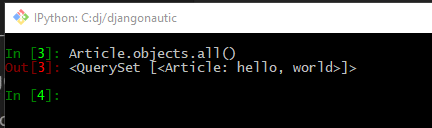 IPython: C:dj/djangonautic
In [3]: Article.objects.all()
Out[3]: <QuerySet [<Article: hello, world>]>
In [4]: